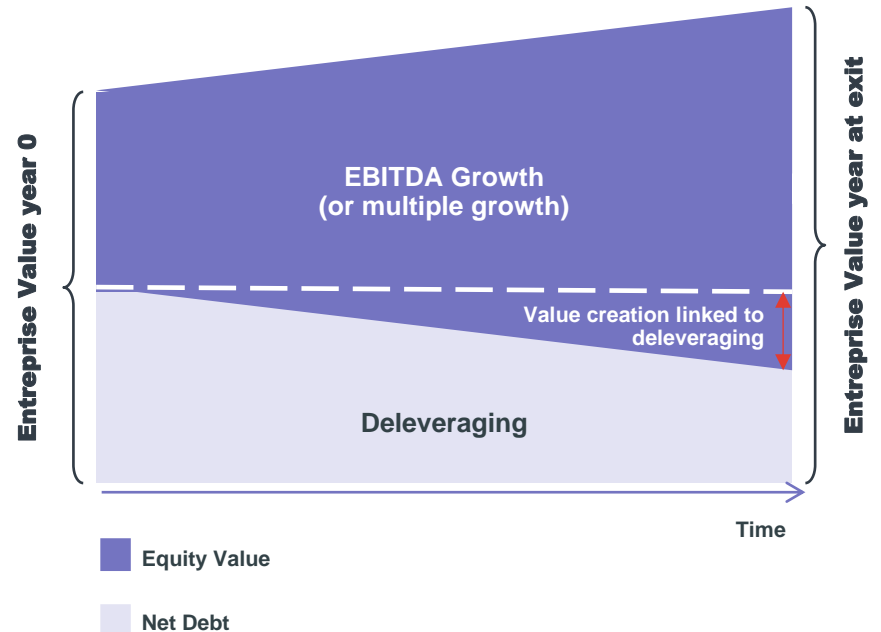 Entreprise Value year 0
EBITDA Growth
(or multiple growth)
Value creation linked to
deleveraging
Deleveraging
Entreprise Value year at exit
Time
Equity Value
Net Debt